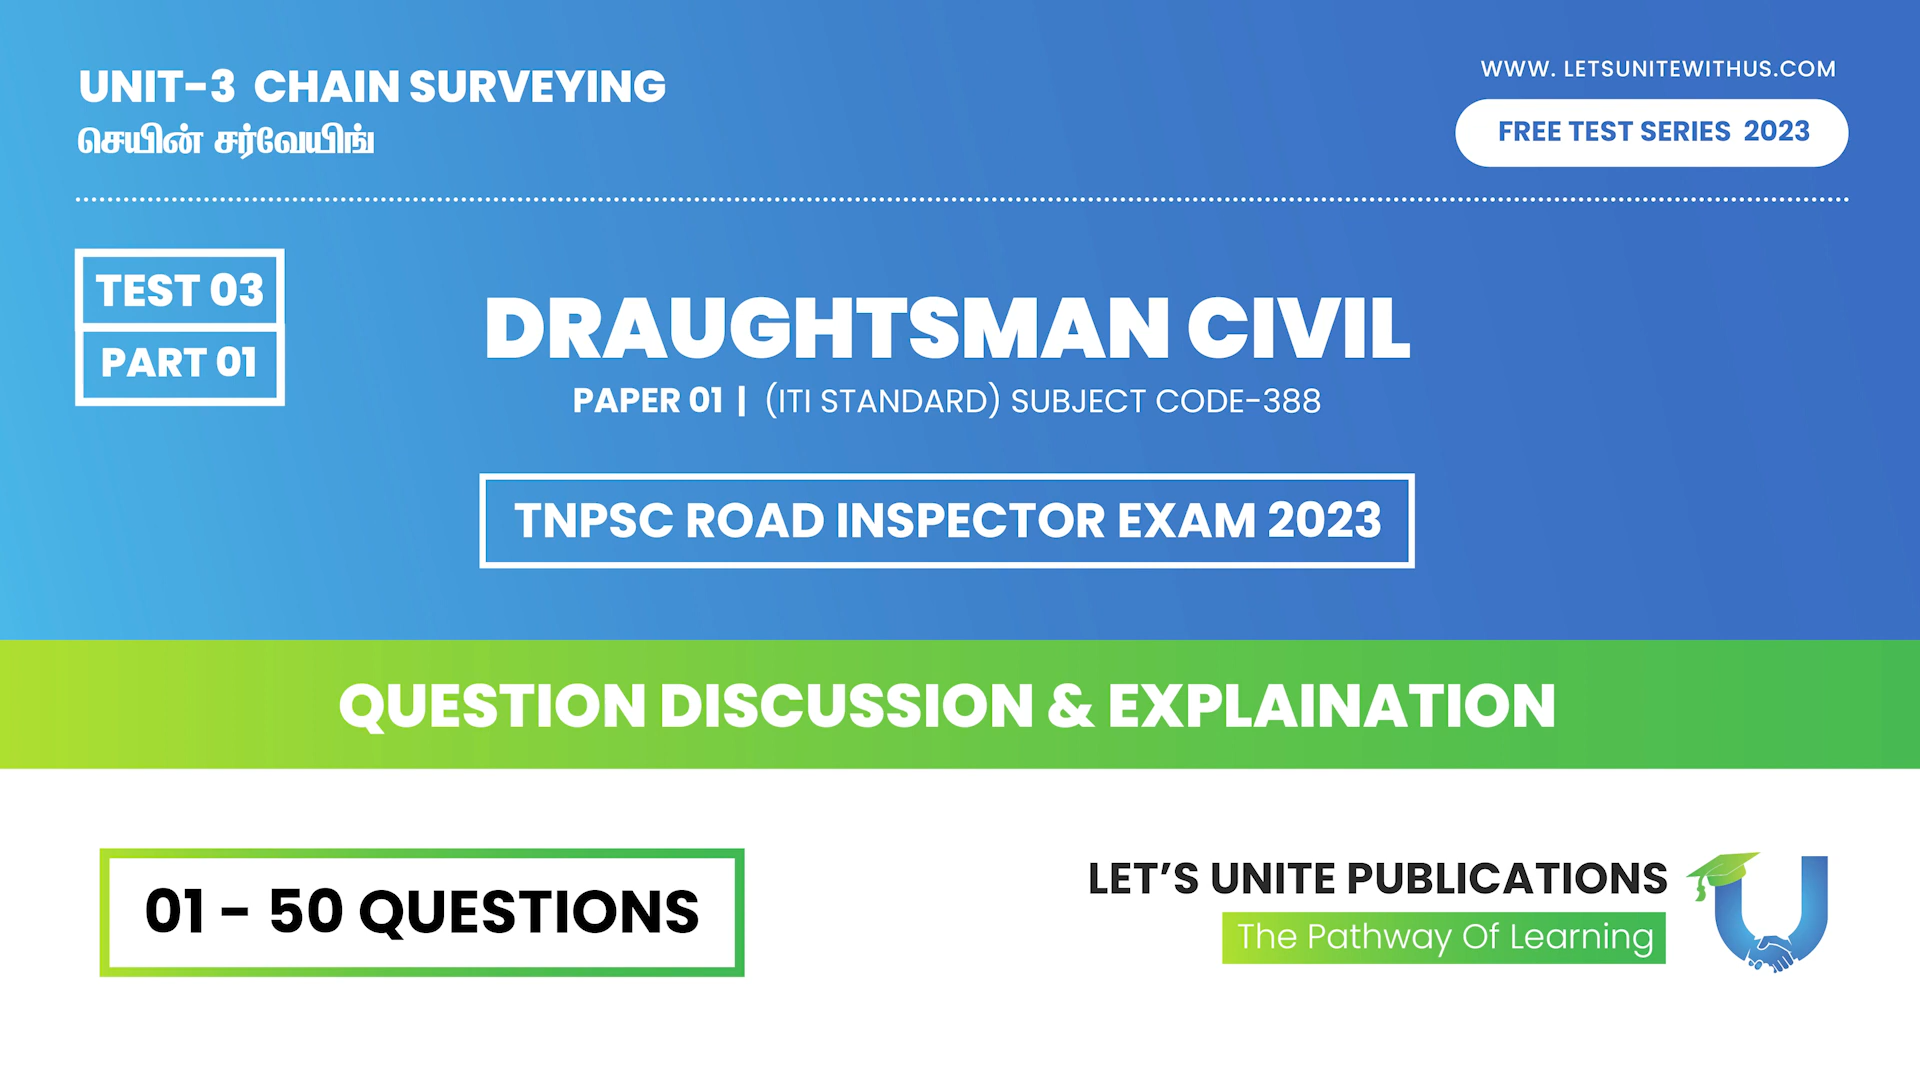 UNIT-3 CHAIN SURVEYING
செயின் சர்வேயிங்
WWW. LETSUNITEWITHUS.COM
FREE TEST SERIES 2023
TEST 03
PART 01
DRAUGHTSMAN CIVIL
PAPER 01 | (ITI STANDARD) SUBJECT CODE-388
TNPSC ROAD INSPECTOR EXAM 2023
QUESTION DISCUSSION & EXPLAINATION
01 - 50 QUESTIONS
LET'S UNITE PUBLICATIONS
The Pathway Of Learning